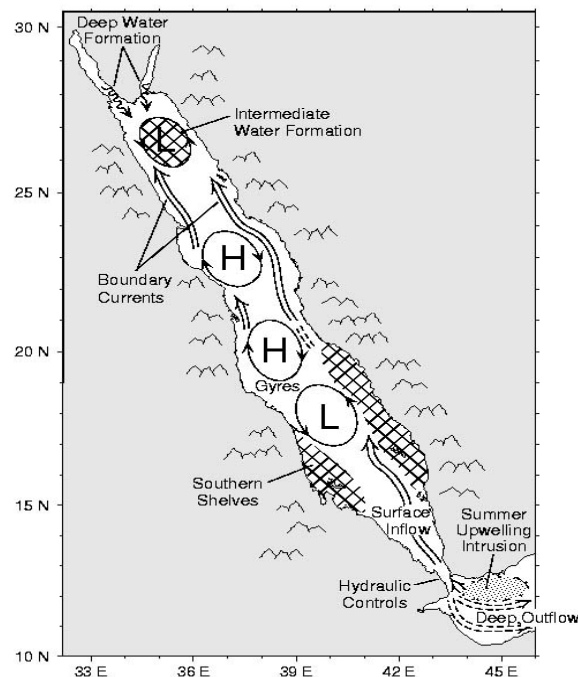 30 N
Deep Water
Formation
Intermediate
Water Formation
L
25 N
H
Boundary
Currents
20 N
H
Gyres
L
Southern
Shelves
15 N
Surface
Inflow
Summer
Upwelling
Intrusion
Hydraulic
Controls
Deep Outflow
10 N
33 E
36 E
39 E
42 E
45 E